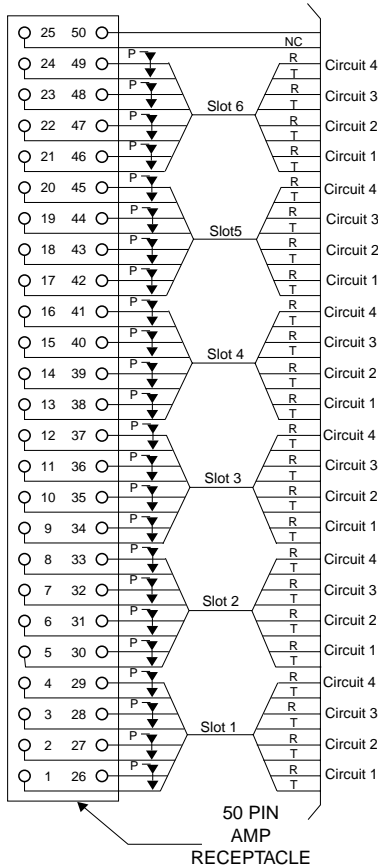 25 50
NC
24 49 P R Circuit 4
T
23 48 P R Circuit 3
T
Slot 6
22 47 P R Circuit 2
T
21 46 P R Circuit 1
T
20 45 P R Circuit 4
T
19 44 P R Circuit 3
T
Slot5
18 43 P R Circuit 2
T
17 42 P R Circuit 1
T
16 41 P R Circuit 4
T
15 40 P R Circuit 3
T
Slot 4
14 39 P R Circuit 2
T
13 38 P R Circuit 1
T
12 37 P R Circuit 4
T
11 36 P R Circuit 3
T
Slot 3
10 35 P R Circuit 2
T
9 34 P R Circuit 1
T
8 33 P R Circuit 4
T
7 32 P R Circuit 3
T
Slot 2
6 31 P R Circuit 2
T
5 30 P R Circuit 1
T
4 29 P R Circuit 4
T
3 28 P R Circuit 3
T
Slot 1
2 27 P R Circuit 2
T
1 26 P R Circuit 1
T
50 PIN
AMP
RECEPTACLE